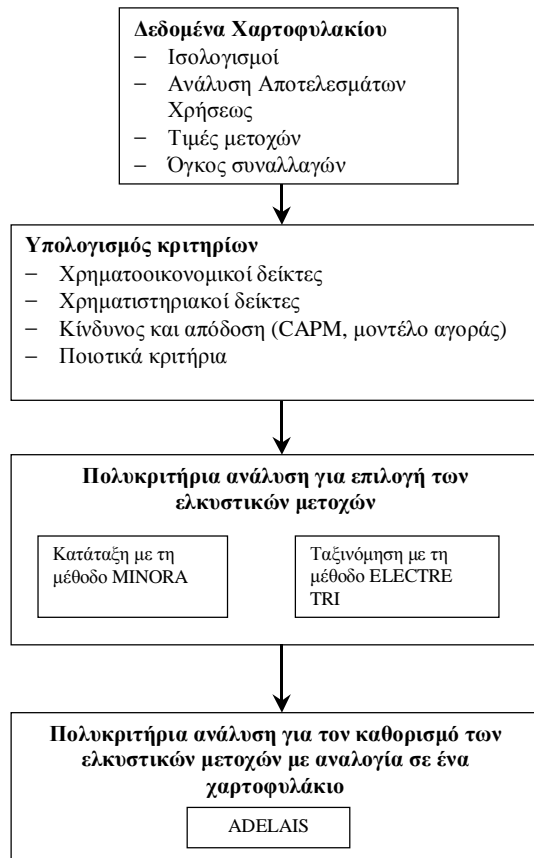 Δεδομένα Χαρτοφυλακίου
− Ισολογισμοί
− Ανάλυση Αποτελεσμάτων
Χρήσεως
− Τιμές μετοχών
− Όγκος συναλλαγών
Υπολογισμός κριτηρίων
− Χρηματοοικονομικοί δείκτες
− Χρηματιστηριακοί δείκτες
− Κίνδυνος και απόδοση (CAPM, μοντέλο αγοράς)
− Ποιοτικά κριτήρια
Πολυκριτήρια ανάλυση για επιλογή των
ελκυστικών μετοχών
Κατάταξη με τη
μέθοδο MINORA
Ταξινόμηση με τη
μέθοδο ELECTRE
TRI
Πολυκριτήρια ανάλυση για τον καθορισμό των
ελκυστικών μετοχών με αναλογία σε ένα
χαρτοφυλάκιο
ADELAIS